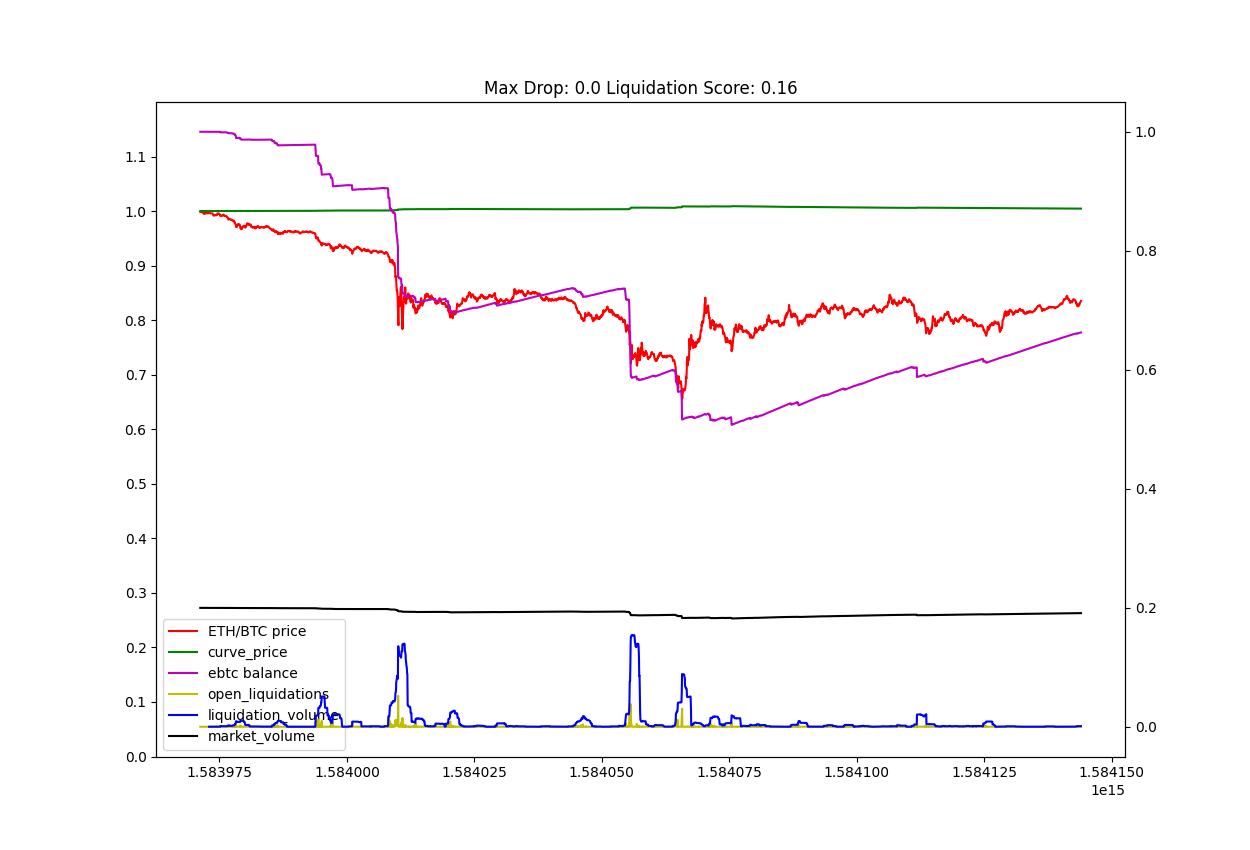 Max Drop: 0.0 Liquidation Score: 0.16
1.1
1.0
0.9
0.8
0.7
0.6
0.5
0.4
0.3
0.2
0.1
0.0
1.0
0.8
0.6
0.4
0.2
0.0
ETH/BTC price
curve_price
ebtc balance
open_liquidations
liquidation_volume
market_volume
1.583975 1.584000 1.584025 1.584050 1.584075 1.584100 1.584125 1.584150
1e15